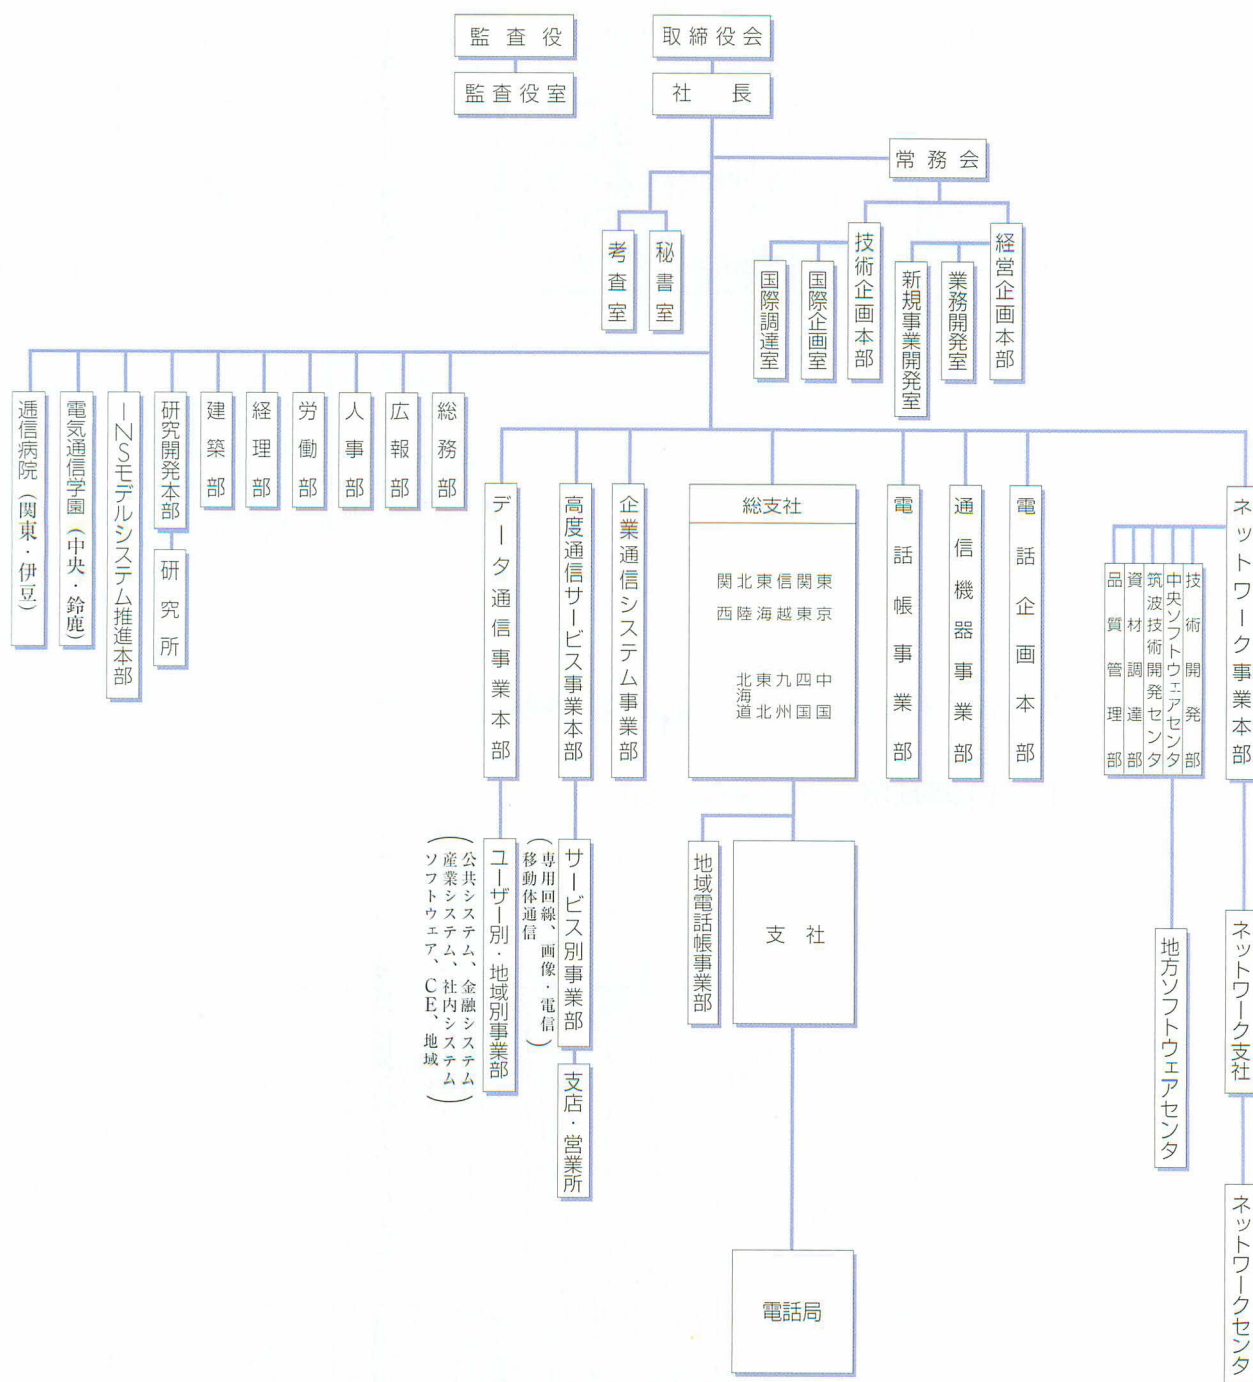 監査役
監査役室
取締役会
社長
常務会
経営企画本部
業務開発室
新規事業開発室
技術企画本部
国際企画室
国際調達室
秘書室
考査室
総務部
広報部
人事部
労働部
経理部
建築部
研究開発本部
研究所
INSモデルシステム推進本部
電気通信学園(中央・鈴鹿)
逓信病院(関東・伊豆)
ネットワーク事業本部
技術開発部
中央ソフトウェアセンタ
筑波技術開発センタ
資材調達部
品質管理部
地方ソフトウェアセンタ
ネットワーク支社
ネットワークセンタ
電話企画本部
通信機器事業部
電話帳事業部
総支社
東京
関東
信越
東海
北陸
関西
中国
四国
九州
東北
北海道
地域電話帳事業部
支社
電話局
企業通信システム事業部
高度通信サービス事業本部
サービス別事業部
(専用回線、画像・電信
移動体通信)
支店・営業所
データ通信事業本部
ユーザー別・地域別事業部
(公共システム、金融システム
産業システム、社内システム
ソフトウェア、CE、地域)